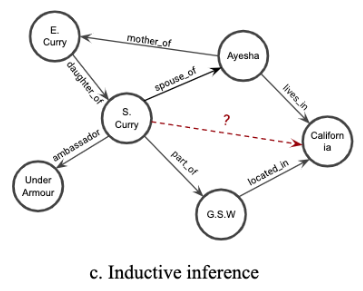 E.
Curry
mother_of
Ayesha
daughter_of
spouse_of
lives_in
S.
Curry
?
Californ
ia
ambassador
part_of
located_in
Under
Armour
G.S.W
c. Inductive inference